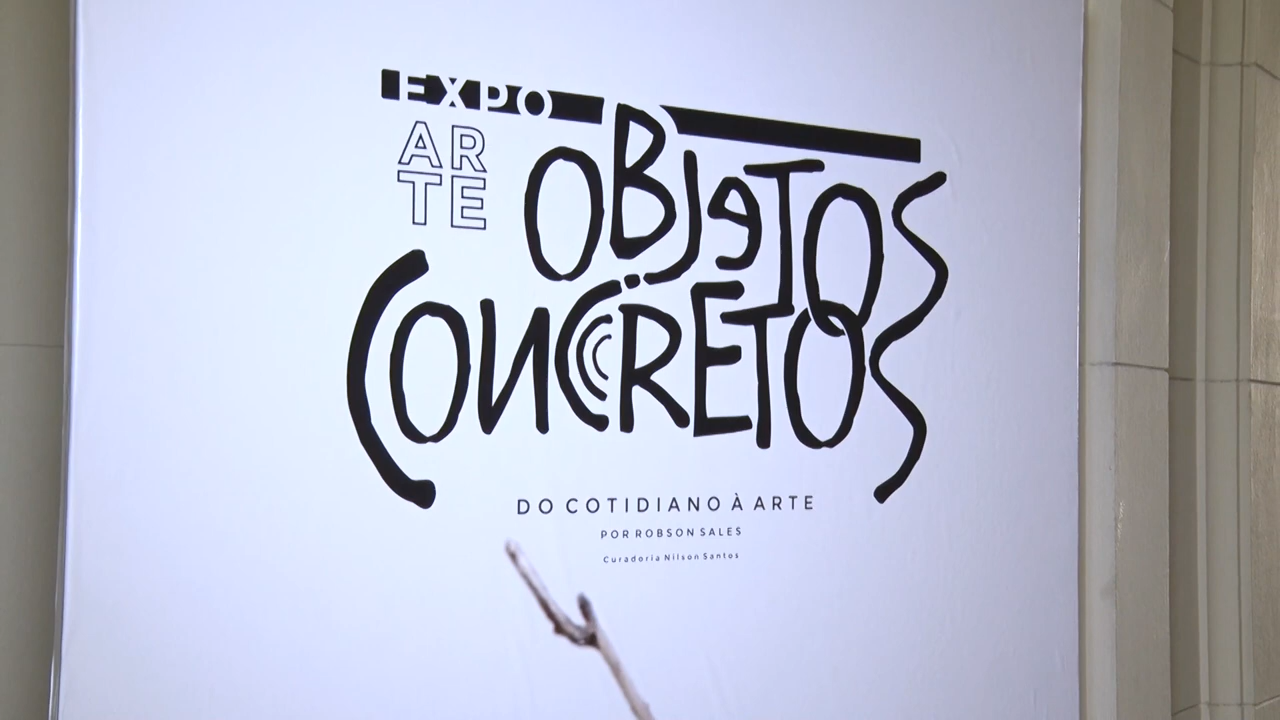 EXPO
ARTE
OBJeTOS
CONCRETOS
DO COTIDIANO À ARTE
POR ROBSON SALES
Curadoria Nilson Santos